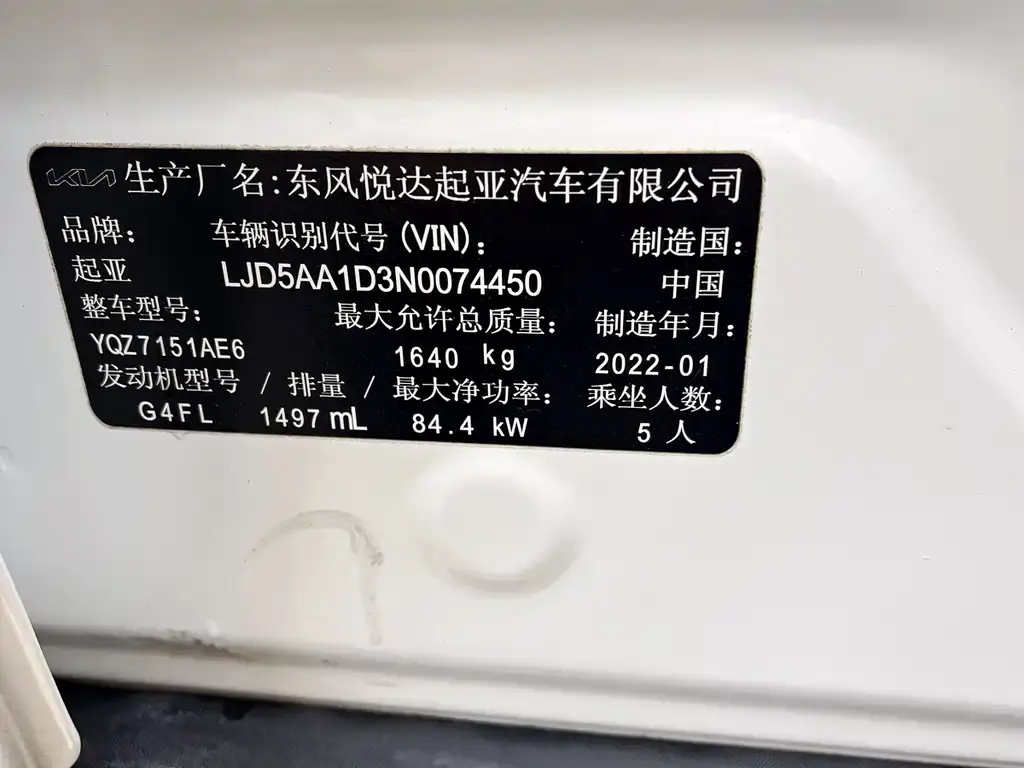 KIA 生产厂名:东风悦达起亚汽车有限公司
品牌: 车辆识别代号(VIN): 制造国:
起亚 LJD5AA1D3N0074450 中国
整车型号: 最大允许总质量: 制造年月:
YQZ7151AE6 1640 kg 2022-01
发动机型号 / 排量 / 最大净功率: 乘坐人数:
G4FL 1497 mL 84.4 kW 5 人